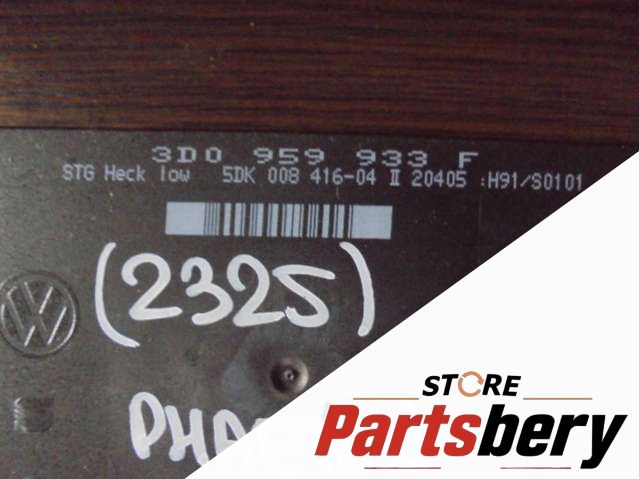 3D0 959 933 F
STG Heck low 5DK 008 416-04 II 20405 :H91/S0101
(2325)
STORE
Partsbery